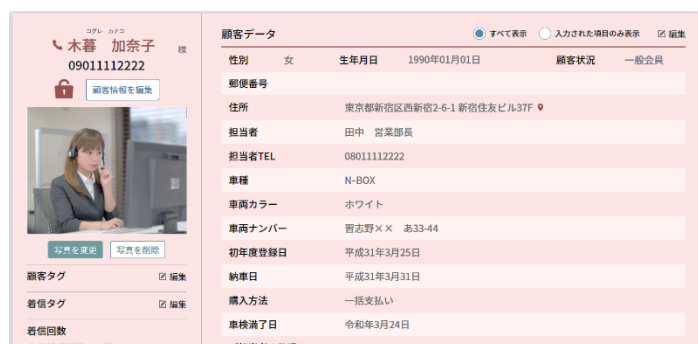 コグレ カナコ
木暮 加奈子 様
09011112222
顧客情報を編集
写真を変更 写真を削除
顧客タグ 編集
着信タグ 編集
着信回数
顧客データ すべて表示 入力された項目のみ表示 編集
性別 女 生年月日 1990年01月01日 顧客状況 一般会員
郵便番号
住所 東京都新宿区西新宿2-6-1 新宿住友ビル37F
担当者 田中 営業部長
担当者TEL 08011112222
車種 N-BOX
車両カラー ホワイト
車両ナンバー 習志野×× あ33-44
初年度登録日 平成31年3月25日
納車日 平成31年3月31日
購入方法 一括支払い
車検満了日 令和年3月24日